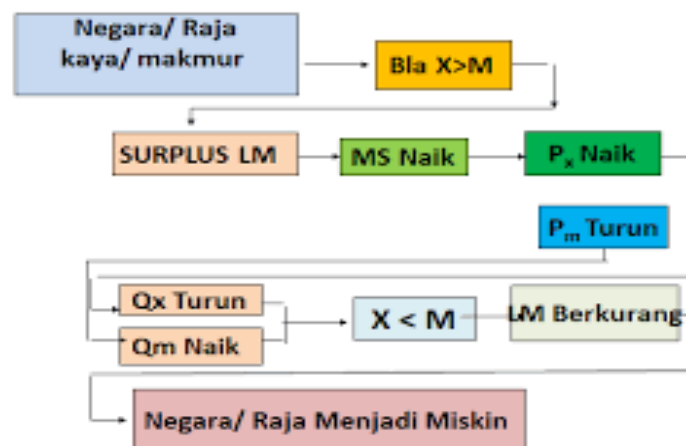 Negara/ Raja
kaya/ makmur
Bla X>M
SURPLUS LM
MS Naik
Px Naik
Pm Turun
Qx Turun
Qm Naik
X < M
LM Berkurang
Negara/ Raja Menjadi Miskin